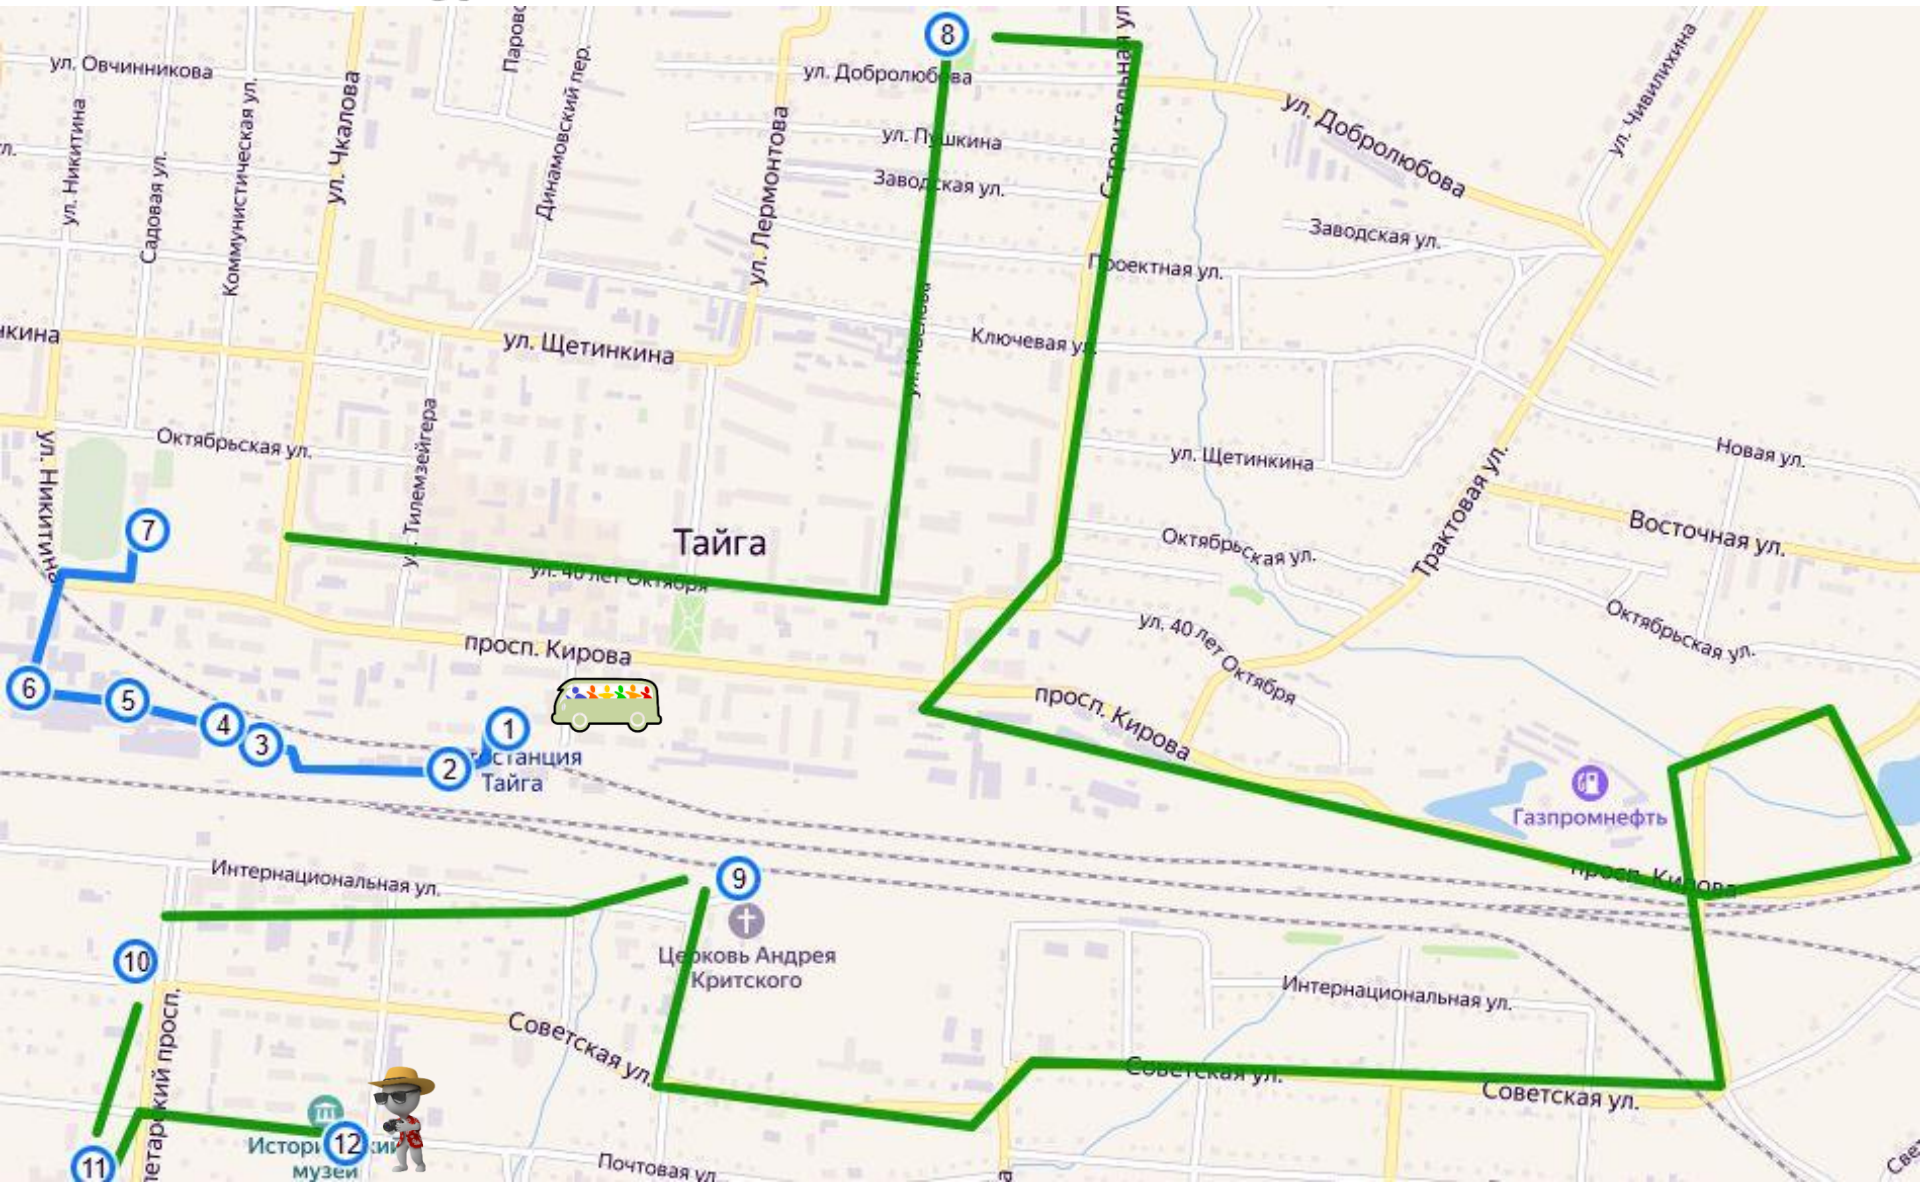 8
ул. Овчинникова
ул. Добролюбова
ул. Добролюбова
ул. Чивилихина
ул. Никитина
Садовая ул.
Коммунистическая ул.
ул. Чкалова
Динамовский пер.
ул. Лермонтова
ул. Пушкина
Заводская ул.
Строительная ул
Заводская ул.
Проектная ул.
ул. Щетинкина
Ключевая ул.
Октябрьская ул.
ул. Никитина
ул. Тилемзейгера
Тайга
ул. Щетинкина
Новая ул.
Восточная ул.
Трактовая ул.
Октябрьская ул.
Октябрьская ул.
7
ул. 40 лет Октября
ул. 40 лет Октября
просп. Кирова
просп. Кирова
6
5
4
3
2
1
Тайга
Газпромнефть
просп. Кирова
Интернациональная ул.
9
Церковь Андрея
Критского
10
Интернациональная ул.
Советская ул.
Советская ул.
Советская ул.
12
музей
11
Почтовая ул